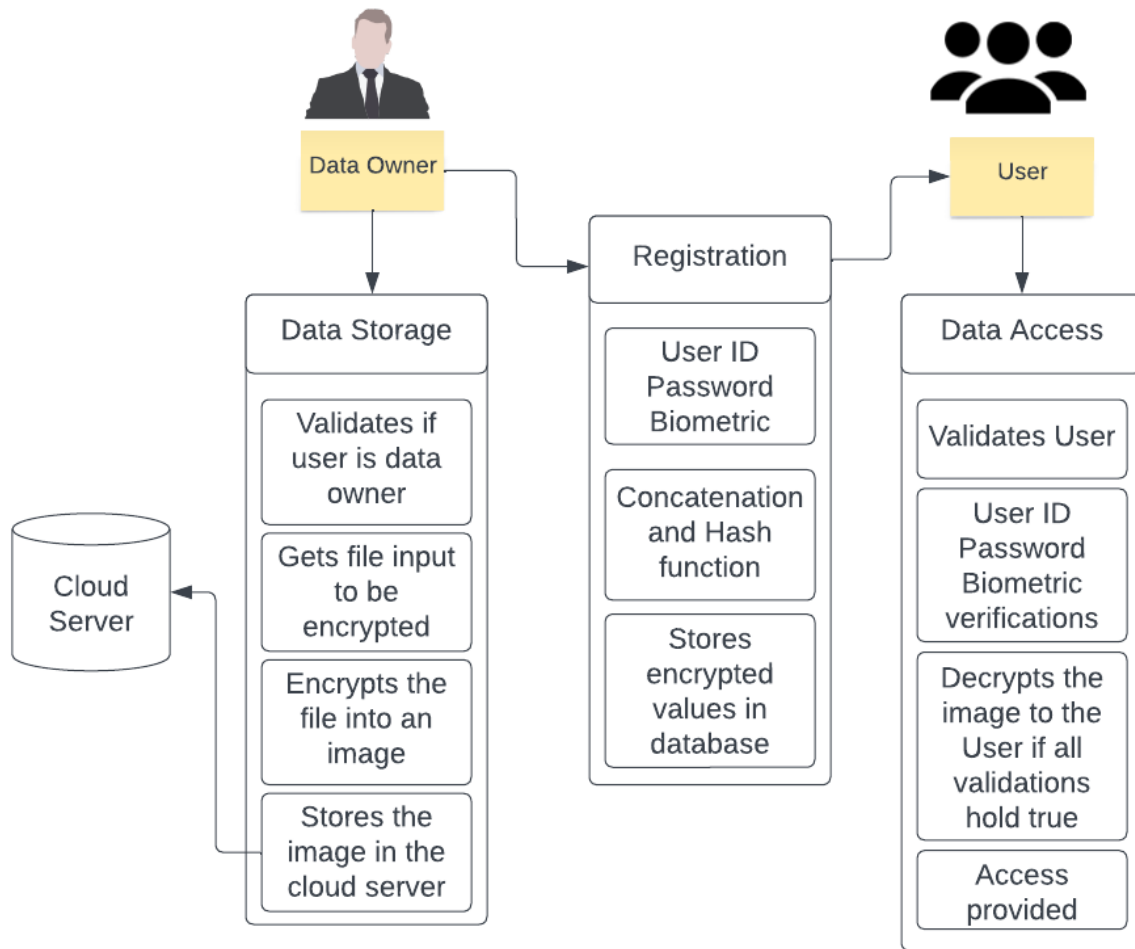 Data Owner
User
Registration
User ID
Password
Biometric
Concatenation
and Hash
function
Stores
encrypted
values in
database
Data Storage
Validates if
user is data
owner
Gets file input
to be
encrypted
Encrypts the
file into an
image
Stores the
image in the
cloud server
Cloud
Server
Data Access
Validates User
User ID
Password
Biometric
verifications
Decrypts the
image to the
User if all
validations
hold true
Access
provided